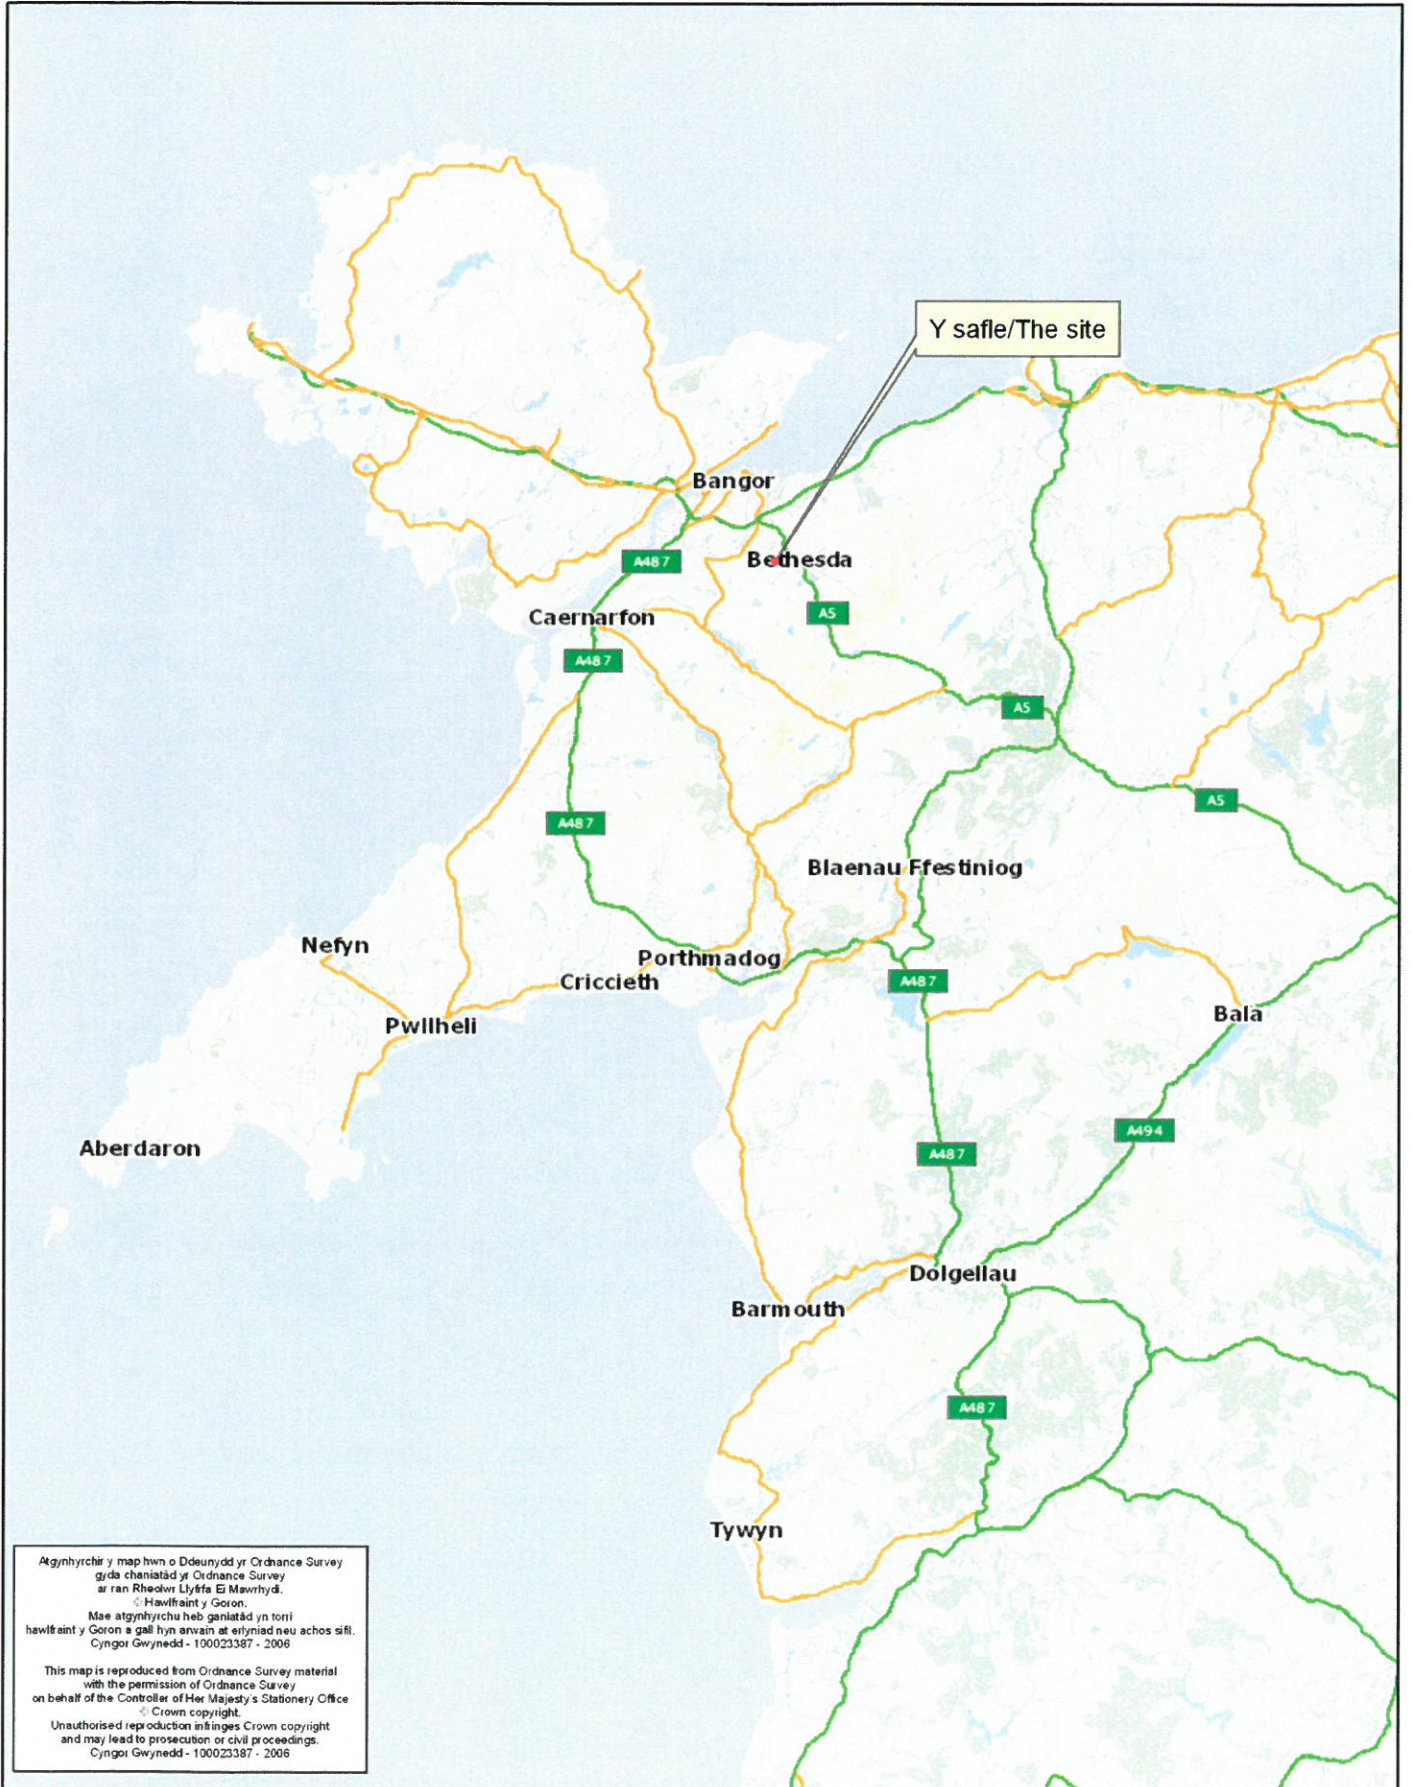 Y safle/The site
Bangor
Bethesda
A487
A5
Caernarfon
A487
A5
A5
A487
Blaenau Ffestiniog
Nefyn
Porthmadog
Criccieth
A487
Bala
Pwllheli
A494
Aberdaron
A487
Dolgellau
Barmouth
A487
Tywyn
Atgynhyrchir y map hwn o Ddeunydd yr Ordnance Survey
gyda chaniatâd yr Ordnance Survey
ar ran Rheolwr Llyfrfa Ei Mawrhydi.
© Hawlfraint y Goron.
Mae atgynhyrchu heb ganiatâd yn torri
hawlfraint y Goron a gall hyn arwain at erlyniad neu achos sifil.
Cyngor Gwynedd - 100023387 - 2006
This map is reproduced from Ordnance Survey material
with the permission of Ordnance Survey
on behalf of the Controller of Her Majesty's Stationery Office
© Crown copyright.
Unauthorised reproduction infringes Crown copyright
and may lead to prosecution or civil proceedings.
Cyngor Gwynedd - 100023387 - 2006